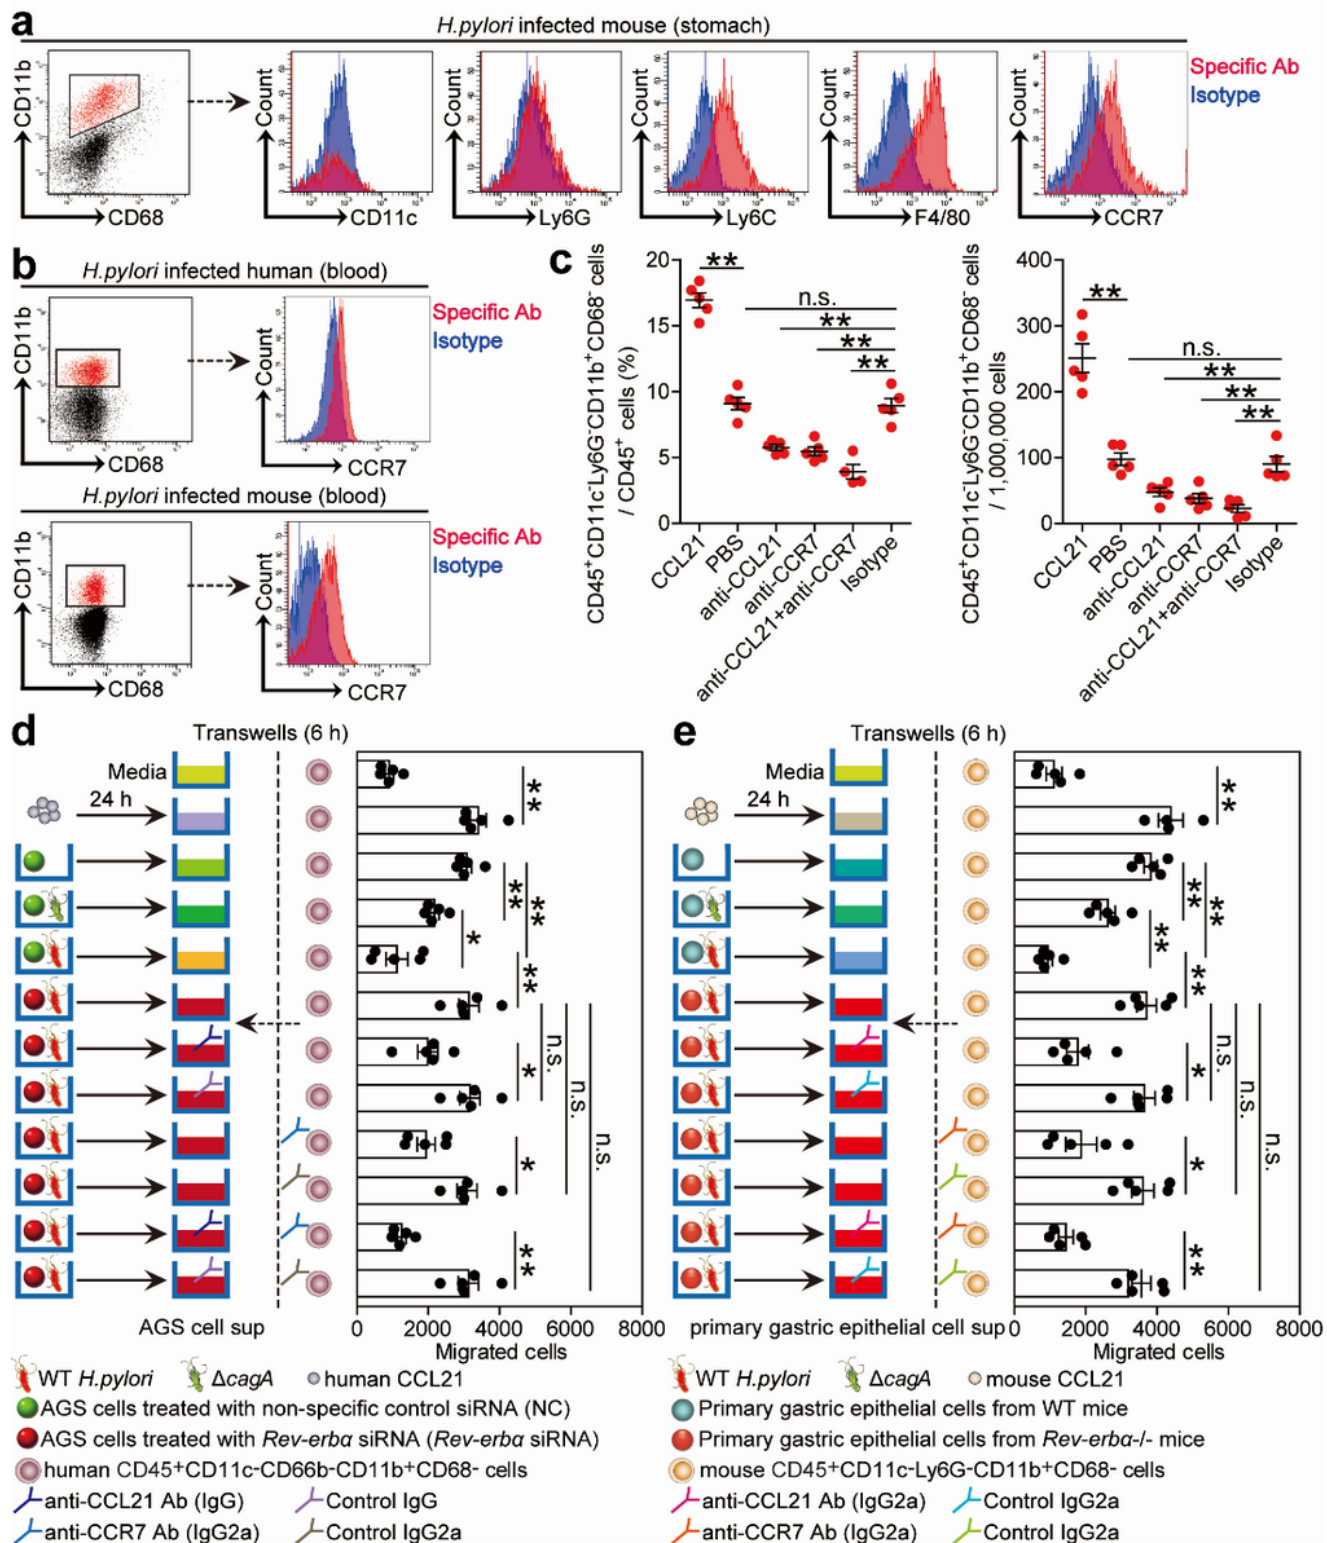 a
H.pylori infected mouse (stomach)
CD11b
CD68
Count
CD11c
Count
Ly6G
Count
Ly6C
Count
F4/80
Count
CCR7
Specific Ab
Isotype
b
H.pylori infected human (blood)
CD11b
CD68
Count
CCR7
Specific Ab
Isotype
H.pylori infected mouse (blood)
CD11b
CD68
Count
CCR7
Specific Ab
Isotype
c
CD45+CD11c-Ly6G-CD11b+CD68- cells
/ CD45+ cells (%)
20
15
10
5
0
**
n.s.
**
**
**
CCL21
PBS
anti-CCL21
anti-CCR7
anti-CCL21+anti-CCR7
Isotype
CD45+CD11c-Ly6G-CD11b+CD68- cells
/ 1,000,000 cells
400
300
200
100
0
**
n.s.
**
**
**
CCL21
PBS
anti-CCL21
anti-CCR7
anti-CCL21+anti-CCR7
Isotype
d
Transwells (6 h)
Media
24 h
**
**
**
*
**
*
n.s.
*
n.s.
n.s.
**
AGS cell sup
0 2000 4000 6000 8000
Migrated cells
WT H.pylori
ΔcagA
human CCL21
AGS cells treated with non-specific control siRNA (NC)
AGS cells treated with Rev-erbα siRNA (Rev-erbα siRNA)
human CD45+CD11c-CD66b-CD11b+CD68- cells
anti-CCL21 Ab (IgG)
Control IgG
anti-CCR7 Ab (IgG2a)
Control IgG2a
e
Transwells (6 h)
Media
24 h
**
**
**
**
**
*
n.s.
*
n.s.
n.s.
**
primary gastric epithelial cell sup
0 2000 4000 6000 8000
Migrated cells
WT H.pylori
ΔcagA
mouse CCL21
Primary gastric epithelial cells from WT mice
Primary gastric epithelial cells from Rev-erbα-/- mice
mouse CD45+CD11c-Ly6G-CD11b+CD68- cells
anti-CCL21 Ab (IgG2a)
Control IgG2a
anti-CCR7 Ab (IgG2a)
Control IgG2a